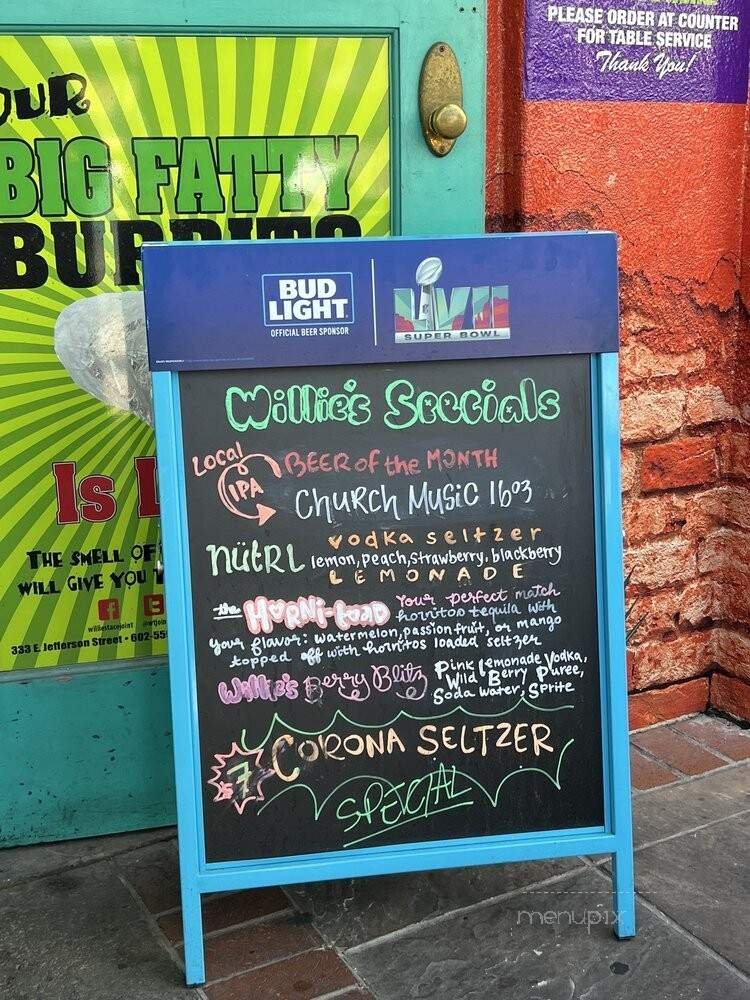 PLEASE ORDER AT COUNTER
FOR TABLE SERVICE
Thank You!
OUR
BIG FATTY
BURRITO
Is
THE SMELL OF
WILL GIVE YOU
williestacojoint
333 E. Jefferson Street • 602-55
BUD
LIGHT
OFFICIAL BEER SPONSOR
LVII
SUPER BOWL
Willie's Specials
Local
IPA
BEER of the MONTH
CHURCH MUSIC 1603
NÜTRL
vodka seltzer
lemon, peach, strawberry, blackberry
LEMONADE
the HORNi-LOAD Your perfect match
hornitos tequila with
your flavor: watermelon, passion fruit, or mango
topped off with hornitos loaded seltzer
Willie's Berry Blitz
Pink lemonade Vodka,
Wild Berry Puree,
Soda water, Sprite
CORONA SELTZER
SPECIAL
menupix